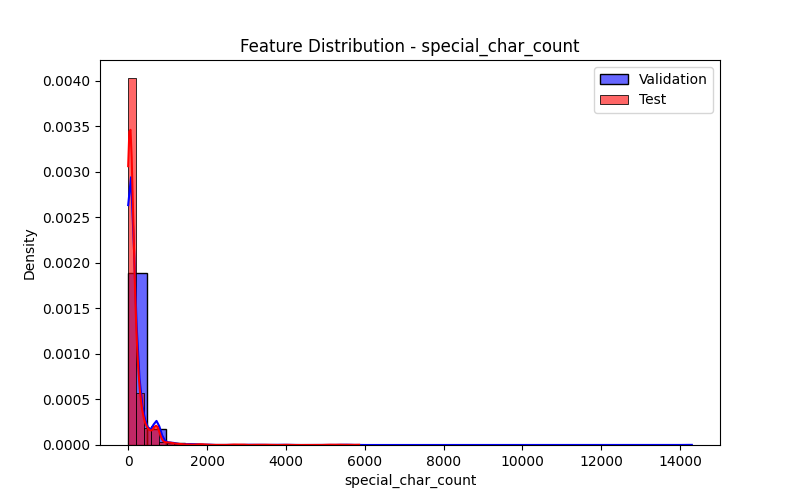 Feature Distribution - special_char_count
Validation
Test
Density
0.0040
0.0035
0.0030
0.0025
0.0020
0.0015
0.0010
0.0005
0.0000
0 2000 4000 6000 8000 10000 12000 14000
special_char_count